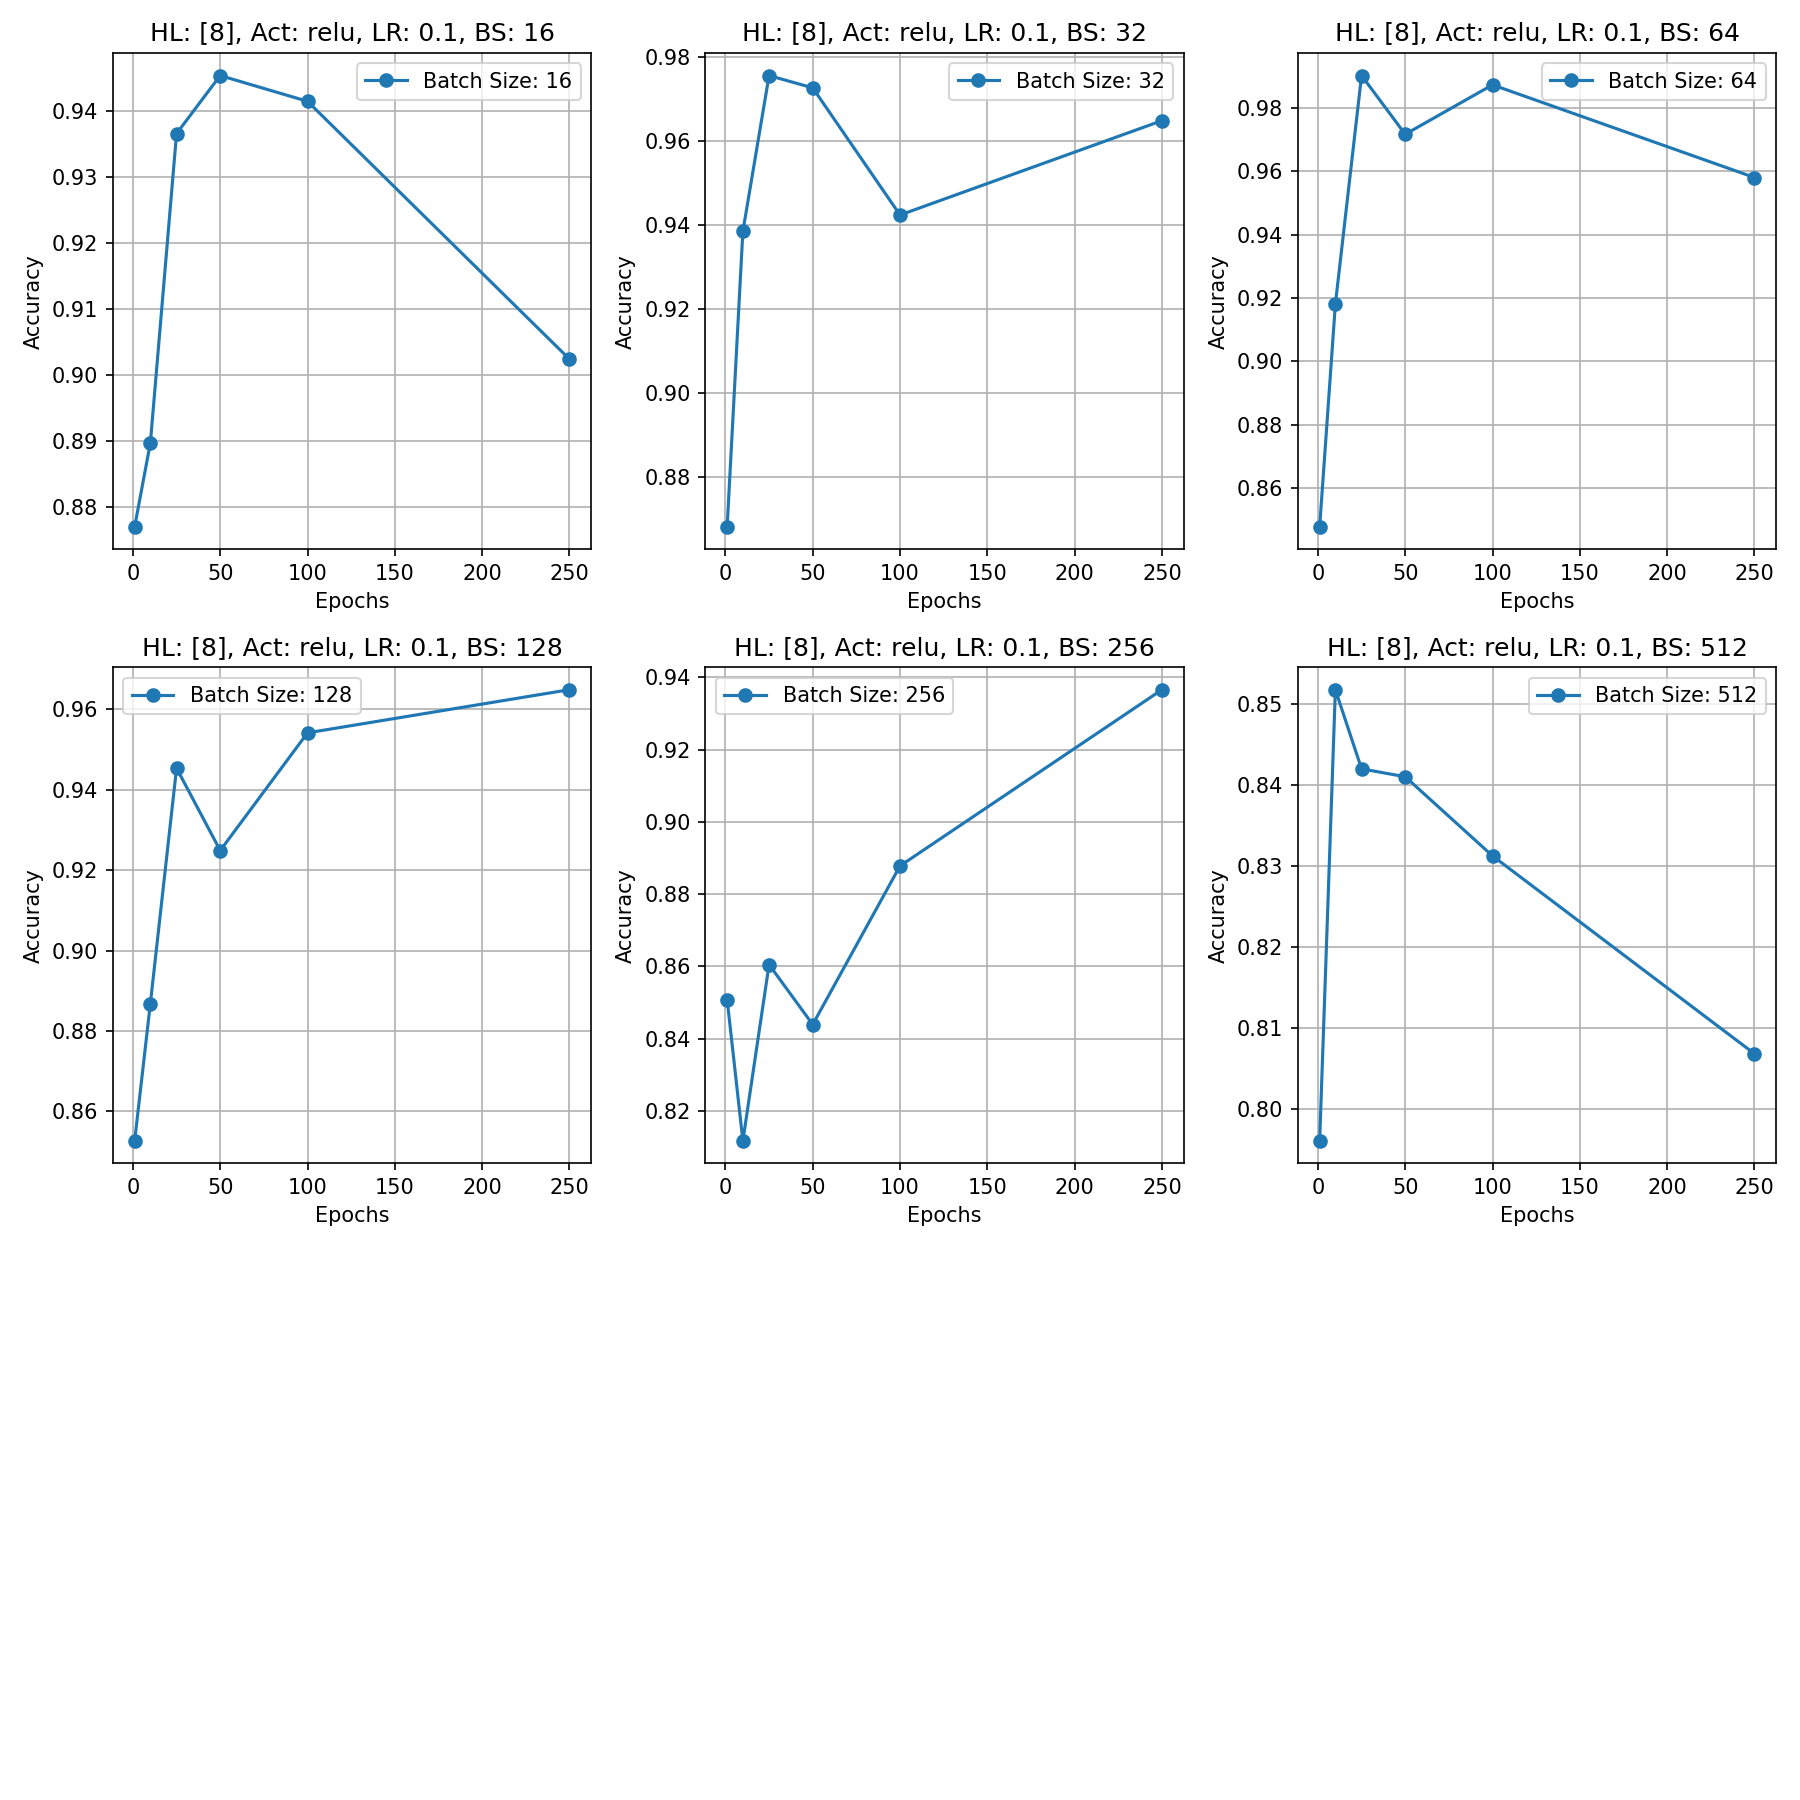 HL: [8], Act: relu, LR: 0.1, BS: 16
Batch Size: 16
Accuracy
0.94
0.93
0.92
0.91
0.90
0.89
0.88
0 50 100 150 200 250
Epochs
HL: [8], Act: relu, LR: 0.1, BS: 32
Batch Size: 32
Accuracy
0.98
0.96
0.94
0.92
0.90
0.88
0 50 100 150 200 250
Epochs
HL: [8], Act: relu, LR: 0.1, BS: 64
Batch Size: 64
Accuracy
0.98
0.96
0.94
0.92
0.90
0.88
0.86
0 50 100 150 200 250
Epochs
HL: [8], Act: relu, LR: 0.1, BS: 128
Batch Size: 128
Accuracy
0.96
0.94
0.92
0.90
0.88
0.86
0 50 100 150 200 250
Epochs
HL: [8], Act: relu, LR: 0.1, BS: 256
Batch Size: 256
Accuracy
0.94
0.92
0.90
0.88
0.86
0.84
0.82
0 50 100 150 200 250
Epochs
HL: [8], Act: relu, LR: 0.1, BS: 512
Batch Size: 512
Accuracy
0.85
0.84
0.83
0.82
0.81
0.80
0 50 100 150 200 250
Epochs